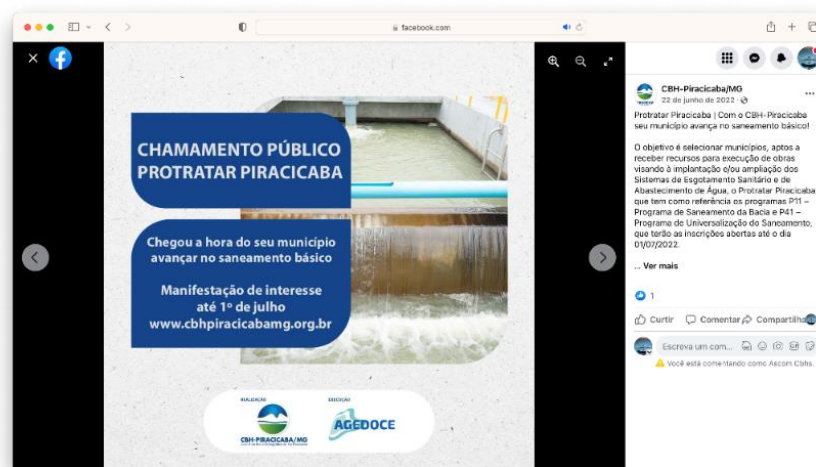 facebook.com
CHAMAMENTO PÚBLICO
PROTRATAR PIRACICABA
Chegou a hora do seu município
avançar no saneamento básico
Manifestação de interesse
até 1º de julho
www.cbhpiracicabamg.org.br
REALIZAÇÃO
EXECUÇÃO
CBH-PIRACICABA/MG
AGEDOCE
CBH-Piracicaba/MG
22 de junho de 2022
Protratar Piracicaba | Com o CBH-Piracicaba
seu município avança no saneamento básico!
O objetivo é selecionar municípios, aptos a
receber recursos para execução de obras
visando à implantação e/ou ampliação dos
Sistemas de Esgotamento Sanitário e de
Abastecimento de Água, o Protratar Piracicaba
que tem como referência os programas P11 –
Programa de Saneamento da Bacia e P41 –
Programa de Universalização do Saneamento,
que terão as inscrições abertas até o dia
01/07/2022.
... Ver mais
1
Curtir Comentar Compartilha
Escreva um com...
Você está comentando como Ascom Cbhs.